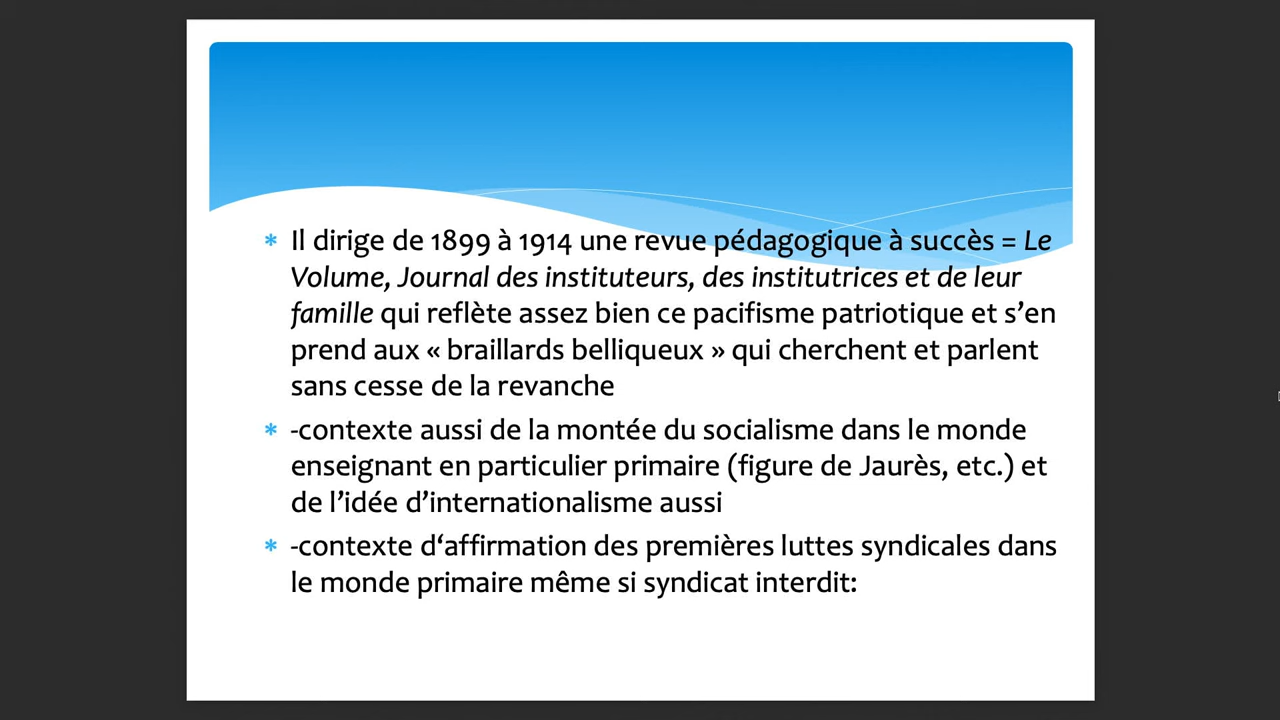 * Il dirige de 1899 à 1914 une revue pédagogique à succès = Le
Volume, Journal des instituteurs, des institutrices et de leur
famille qui reflète assez bien ce pacifisme patriotique et s’en
prend aux « braillards belliqueux » qui cherchent et parlent
sans cesse de la revanche
* -contexte aussi de la montée du socialisme dans le monde
enseignant en particulier primaire (figure de Jaurès, etc.) et
de l’idée d’internationalisme aussi
* -contexte d‘affirmation des premières luttes syndicales dans
le monde primaire même si syndicat interdit: